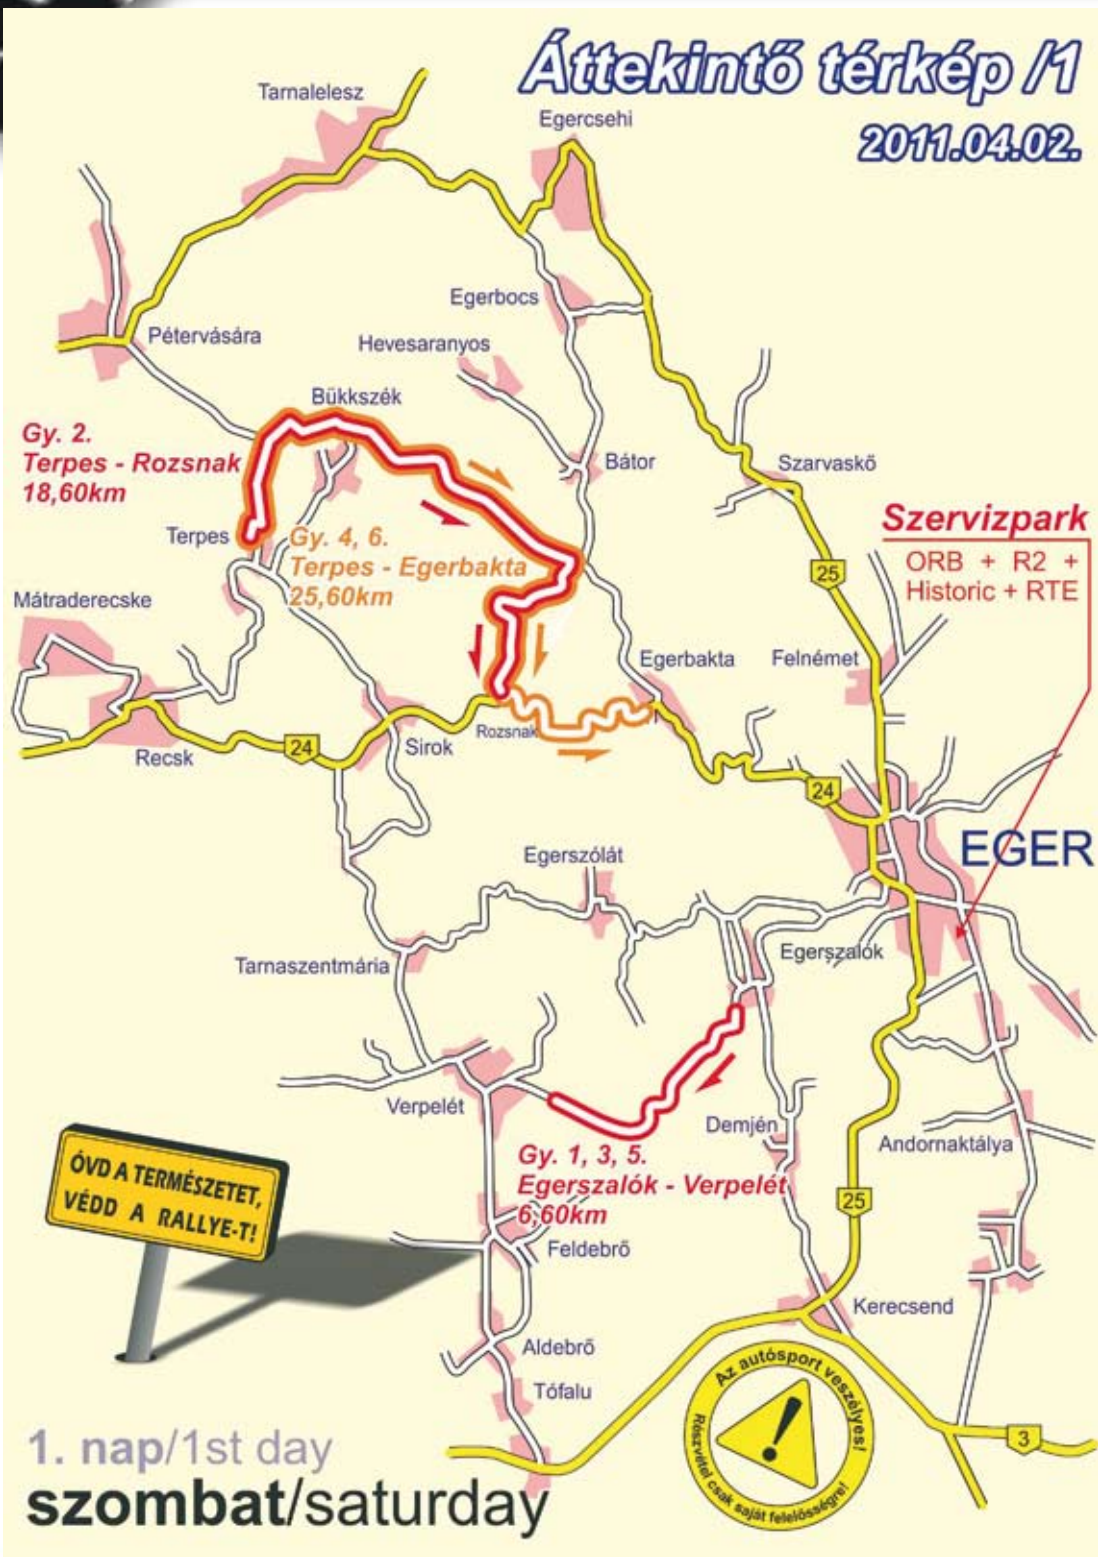 Áttekintő térkép /1
2011.04.02.
Tarnalelesz
Egercsehi
Egerbocs
Pétervására
Hevesaranyos
Bükkszék
Gy. 2.
Terpes - Rozsnak
18,60km
Bátor
Szarvaskő
Szervizpark
ORB + R2 +
Historic + RTE
Terpes
Gy. 4, 6.
Terpes - Egerbakta
25,60km
25
Mátraderecske
Egerbakta
Felnémet
Rozsnak
Sirok
Recsk
24
24
EGER
Egerszólát
Egerszalók
Tarnaszentmária
Verpelét
Demjén
Andornaktálya
Gy. 1, 3, 5.
Egerszalók - Verpelét
6,60km
ÓVD A TERMÉSZETET,
VÉDD A RALLYE-T!
25
Feldebrő
Kerecsend
Aldebrő
Tófalu
Az autósport veszélyes!
Részvétel csak saját felelősségre!
3
1. nap/1st day
szombat/saturday